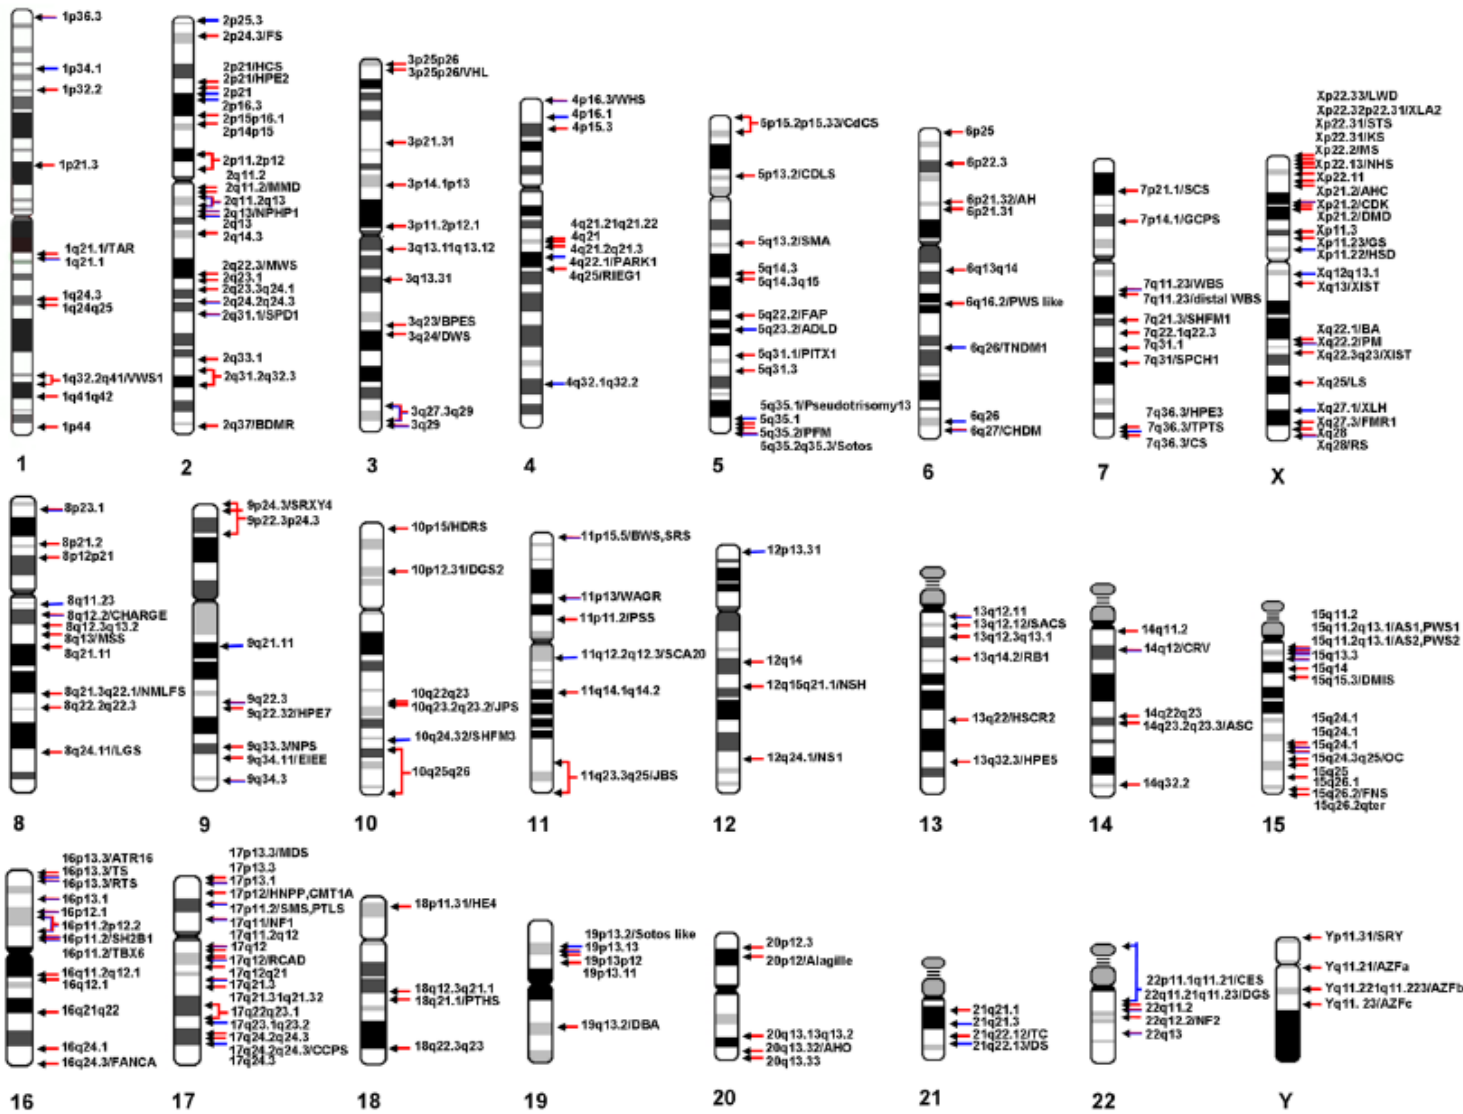 1p36.3
1p34.1
1p32.2
1p21.3
1q21.1/TAR
1q21.1
1q24.3
1q24q25
1q32.2q41/VWS1
1q41q42
1p44
1
2p25.3
2p24.3/FS
2p21/HCS
2p21/HPE2
2p21
2p16.3
2p15p16.1
2p14p15
2p11.2p12
2q11.2
2q11.2/MMD
2q11.2q13
2q13/NPHP1
2q13
2q14.3
2q22.3/MWS
2q23.1
2q23.3q24.1
2q24.2q24.3
2q31.1/SPD1
2q33.1
2q31.2q32.3
2q37/BDMR
2
3p25p26
3p25p26/VHL
3p21.31
3p14.1p13
3p11.2p12.1
3q13.11q13.12
3q13.31
3q23/BPES
3q24/DWS
3q27.3q29
3q29
3
4p16.3/WHS
4p16.1
4p15.3
4q21.21q21.22
4q21
4q21.2q21.3
4q22.1/PARK1
4q25/RIEG1
4q32.1q32.2
4
5p15.2p15.33/CdCS
5p13.2/CDLS
5q13.2/SMA
5q14.3
5q14.3q15
5q22.2/FAP
5q23.2/ADLD
5q31.1/PITX1
5q31.3
5q35.1/Pseudotrisomy13
5q35.1
5q35.2/PFM
5q35.2q35.3/Sotos
5
6p25
6p22.3
6p21.32/AH
6p21.31
6q13q14
6q16.2/PWS like
6q26/TNDM1
6q26
6q27/CHDM
6
7p21.1/SCS
7p14.1/GCPS
7q11.23/WBS
7q11.23/distal WBS
7q21.3/SHFM1
7q22.1q22.3
7q31.1
7q31/SPCH1
7q36.3/HPE3
7q36.3/TPTS
7q36.3/CS
7
Xp22.33/LWD
Xp22.32p22.31/XLA2
Xp22.31/STS
Xp22.31/KS
Xp22.2/MS
Xp22.13/NHS
Xp22.11
Xp21.2/AHC
Xp21.2/CDK
Xp21.2/DMD
Xp11.3
Xp11.23/GS
Xp11.22/HSD
Xq12q13.1
Xq13/XIST
Xq22.1/BA
Xq22.2/PM
Xq22.3q23/XIST
Xq25/LS
Xq27.1/XLH
Xq27.3/FMR1
Xq28
Xq28/RS
X
8p23.1
8p21.2
8p12p21
8q11.23
8q12.2/CHARGE
8q12.3q13.2
8q13/MSS
8q21.11
8q21.3q22.1/NMLFS
8q22.2q22.3
8q24.11/LGS
8
9p24.3/SRXY4
9p22.3p24.3
9q21.11
9q22.3
9q22.32/HPE7
9q33.3/NPS
9q34.11/EIEE
9q34.3
9
10p15/HDRS
10p12.31/DGS2
10q22q23
10q23.2q23.2/JPS
10q24.32/SHFM3
10q25q26
10
11p15.5/BWS,SRS
11p13/WAGR
11p11.2/PSS
11q12.2q12.3/SCA20
11q14.1q14.2
11q23.3q25/JBS
11
12p13.31
12q14
12q15q21.1/NSH
12q24.1/NS1
12
13q12.11
13q12.12/SACS
13q12.3q13.1
13q14.2/RB1
13q22/HSCR2
13q32.3/HPE5
13
14q11.2
14q12/CRV
14q22q23
14q23.2q23.3/ASC
14q32.2
14
15q11.2
15q11.2q13.1/AS1,PWS1
15q11.2q13.1/AS2,PWS2
15q13.3
15q14
15q15.3/DMIS
15q24.1
15q24.1
15q24.1
15q24.3q25/OC
15q25
15q26.1
15q26.2/FNS
15q26.2qter
15
16p13.3/ATR16
16p13.3/TS
16p13.3/RTS
16p13.1
16p12.1
16p11.2p12.2
16p11.2/SH2B1
16p11.2/TBX6
16q11.2q12.1
16q12.1
16q21q22
16q24.1
16q24.3/FANCA
16
17p13.3/MDS
17p13.3
17p13.1
17p12/HNPP,CMT1A
17p11.2/SMS,PTLS
17q11/NF1
17q11.2q12
17q12
17q12/RCAD
17q12q21
17q21.3
17q21.31q21.32
17q22q23.1
17q23.1q23.2
17q24.2q24.3
17q24.2q24.3/CCPS
17q24.3
17
18p11.31/HE4
18q12.3q21.1
18q21.1/PTHS
18q22.3q23
18
19p13.2/Sotos like
19p13.13
19p13p12
19p13.11
19q13.2/DBA
19
20p12.3
20p12/Alagille
20q13.13q13.2
20q13.32/AHO
20q13.33
20
21q21.1
21q21.3
21q22.12/TC
21q22.13/DS
21
22p11.1q11.21/CES
22q11.21q11.23/DGS
22q11.2
22q12.2/NF2
22q13
22
Yp11.31/SRY
Yq11.21/AZFa
Yq11.221q11.223/AZFb
Yq11. 23/AZFc
Y